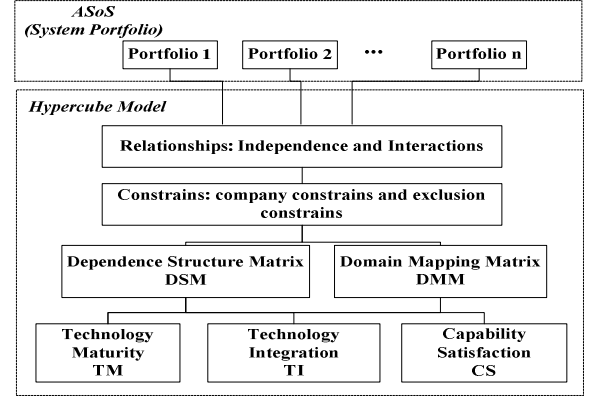 ASoS
(System Portfolio)
Portfolio 1 Portfolio 2 ... Portfolio n
Hypercube Model
Relationships: Independence and Interactions
Constrains: company constrains and exclusion
constrains
Dependence Structure Matrix
DSM
Domain Mapping Matrix
DMM
Technology
Maturity
TM
Technology
Integration
TI
Capability
Satisfaction
CS